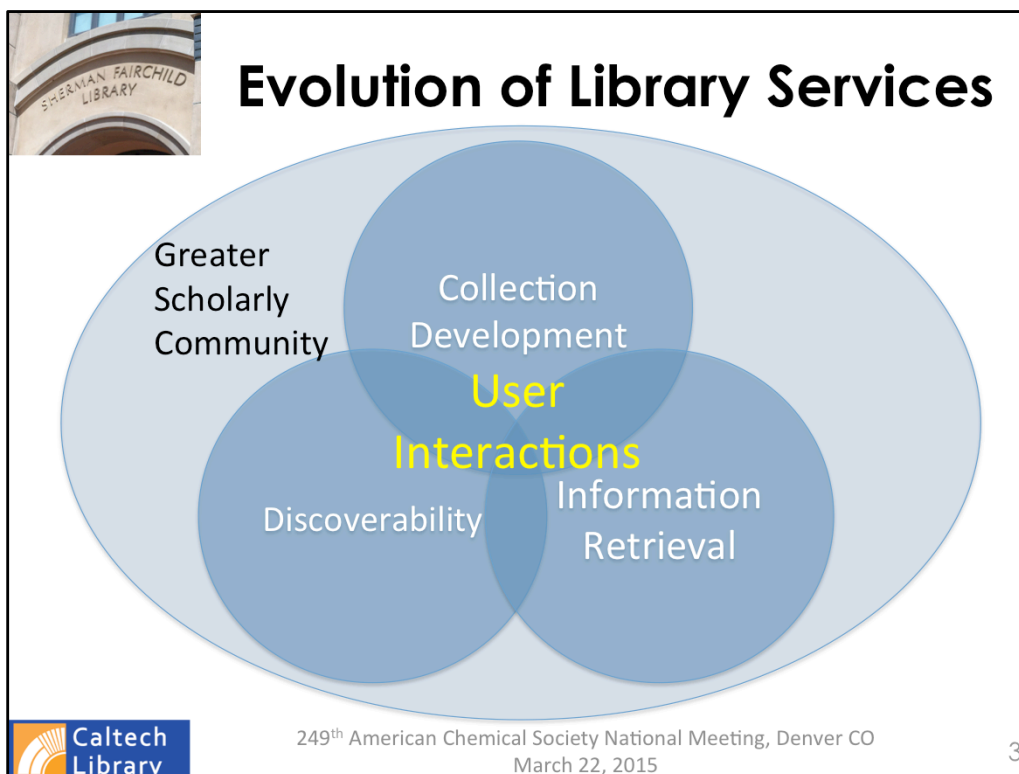 SHERMAN FAIRCHILD
LIBRARY
Evolution of Library Services
Greater
Scholarly
Community
Collection
Development
User
Interactions
Discoverability
Information
Retrieval
Caltech
Library
249th American Chemical Society National Meeting, Denver CO
March 22, 2015
3